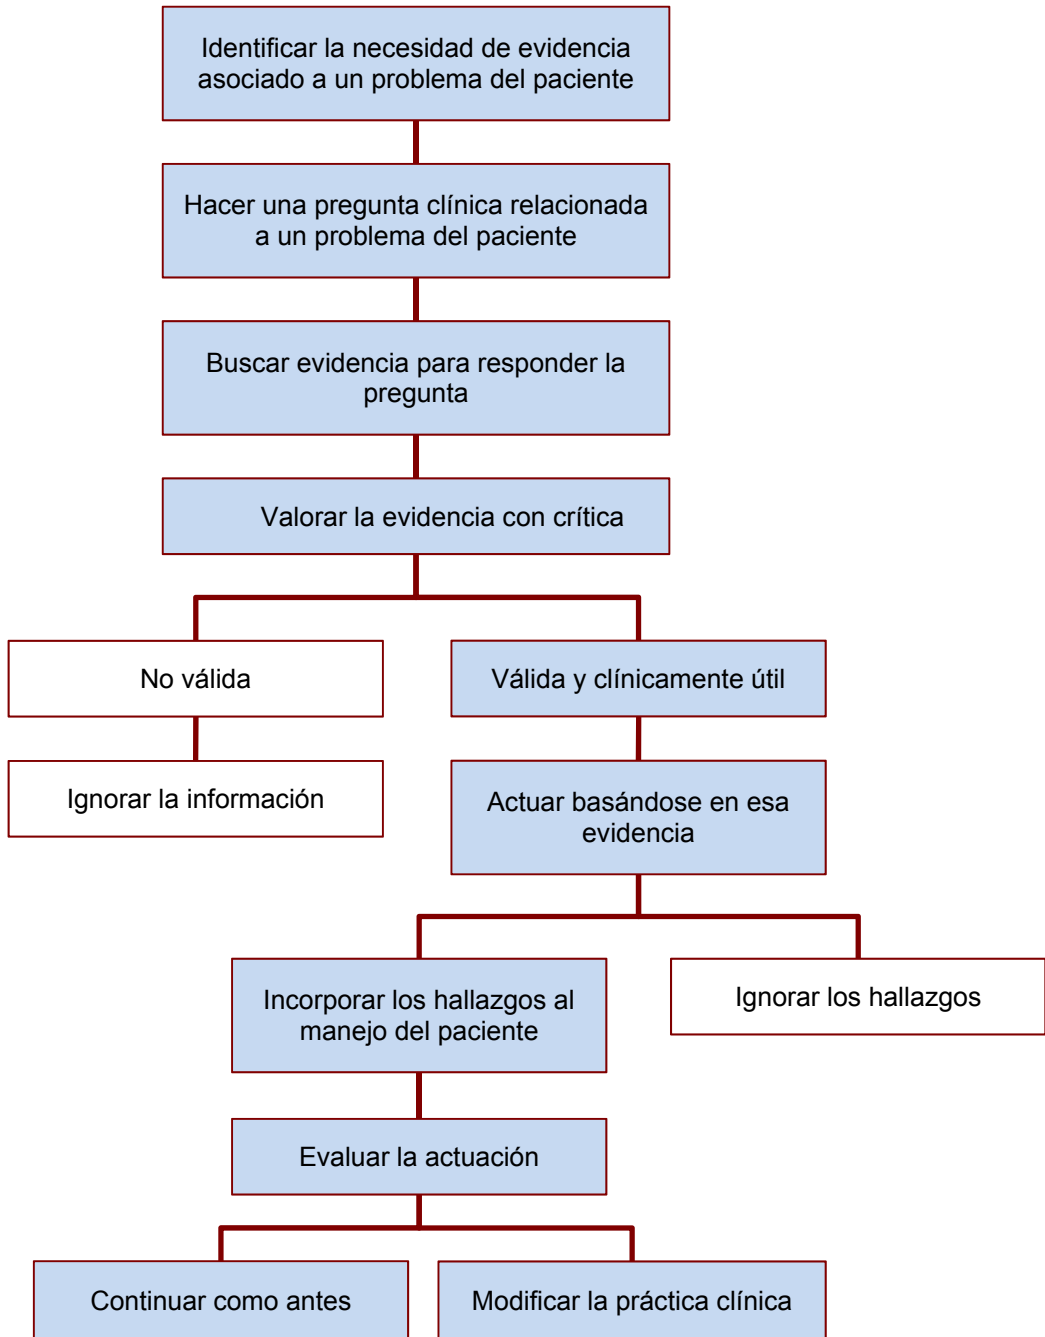 Identificar la necesidad de evidencia
asociado a un problema del paciente
Hacer una pregunta clínica relacionada
a un problema del paciente
Buscar evidencia para responder la
pregunta
Valorar la evidencia con crítica
No válida
Válida y clínicamente útil
Ignorar la información
Actuar basándose en esa
evidencia
Incorporar los hallazgos al
manejo del paciente
Ignorar los hallazgos
Evaluar la actuación
Continuar como antes
Modificar la práctica clínica